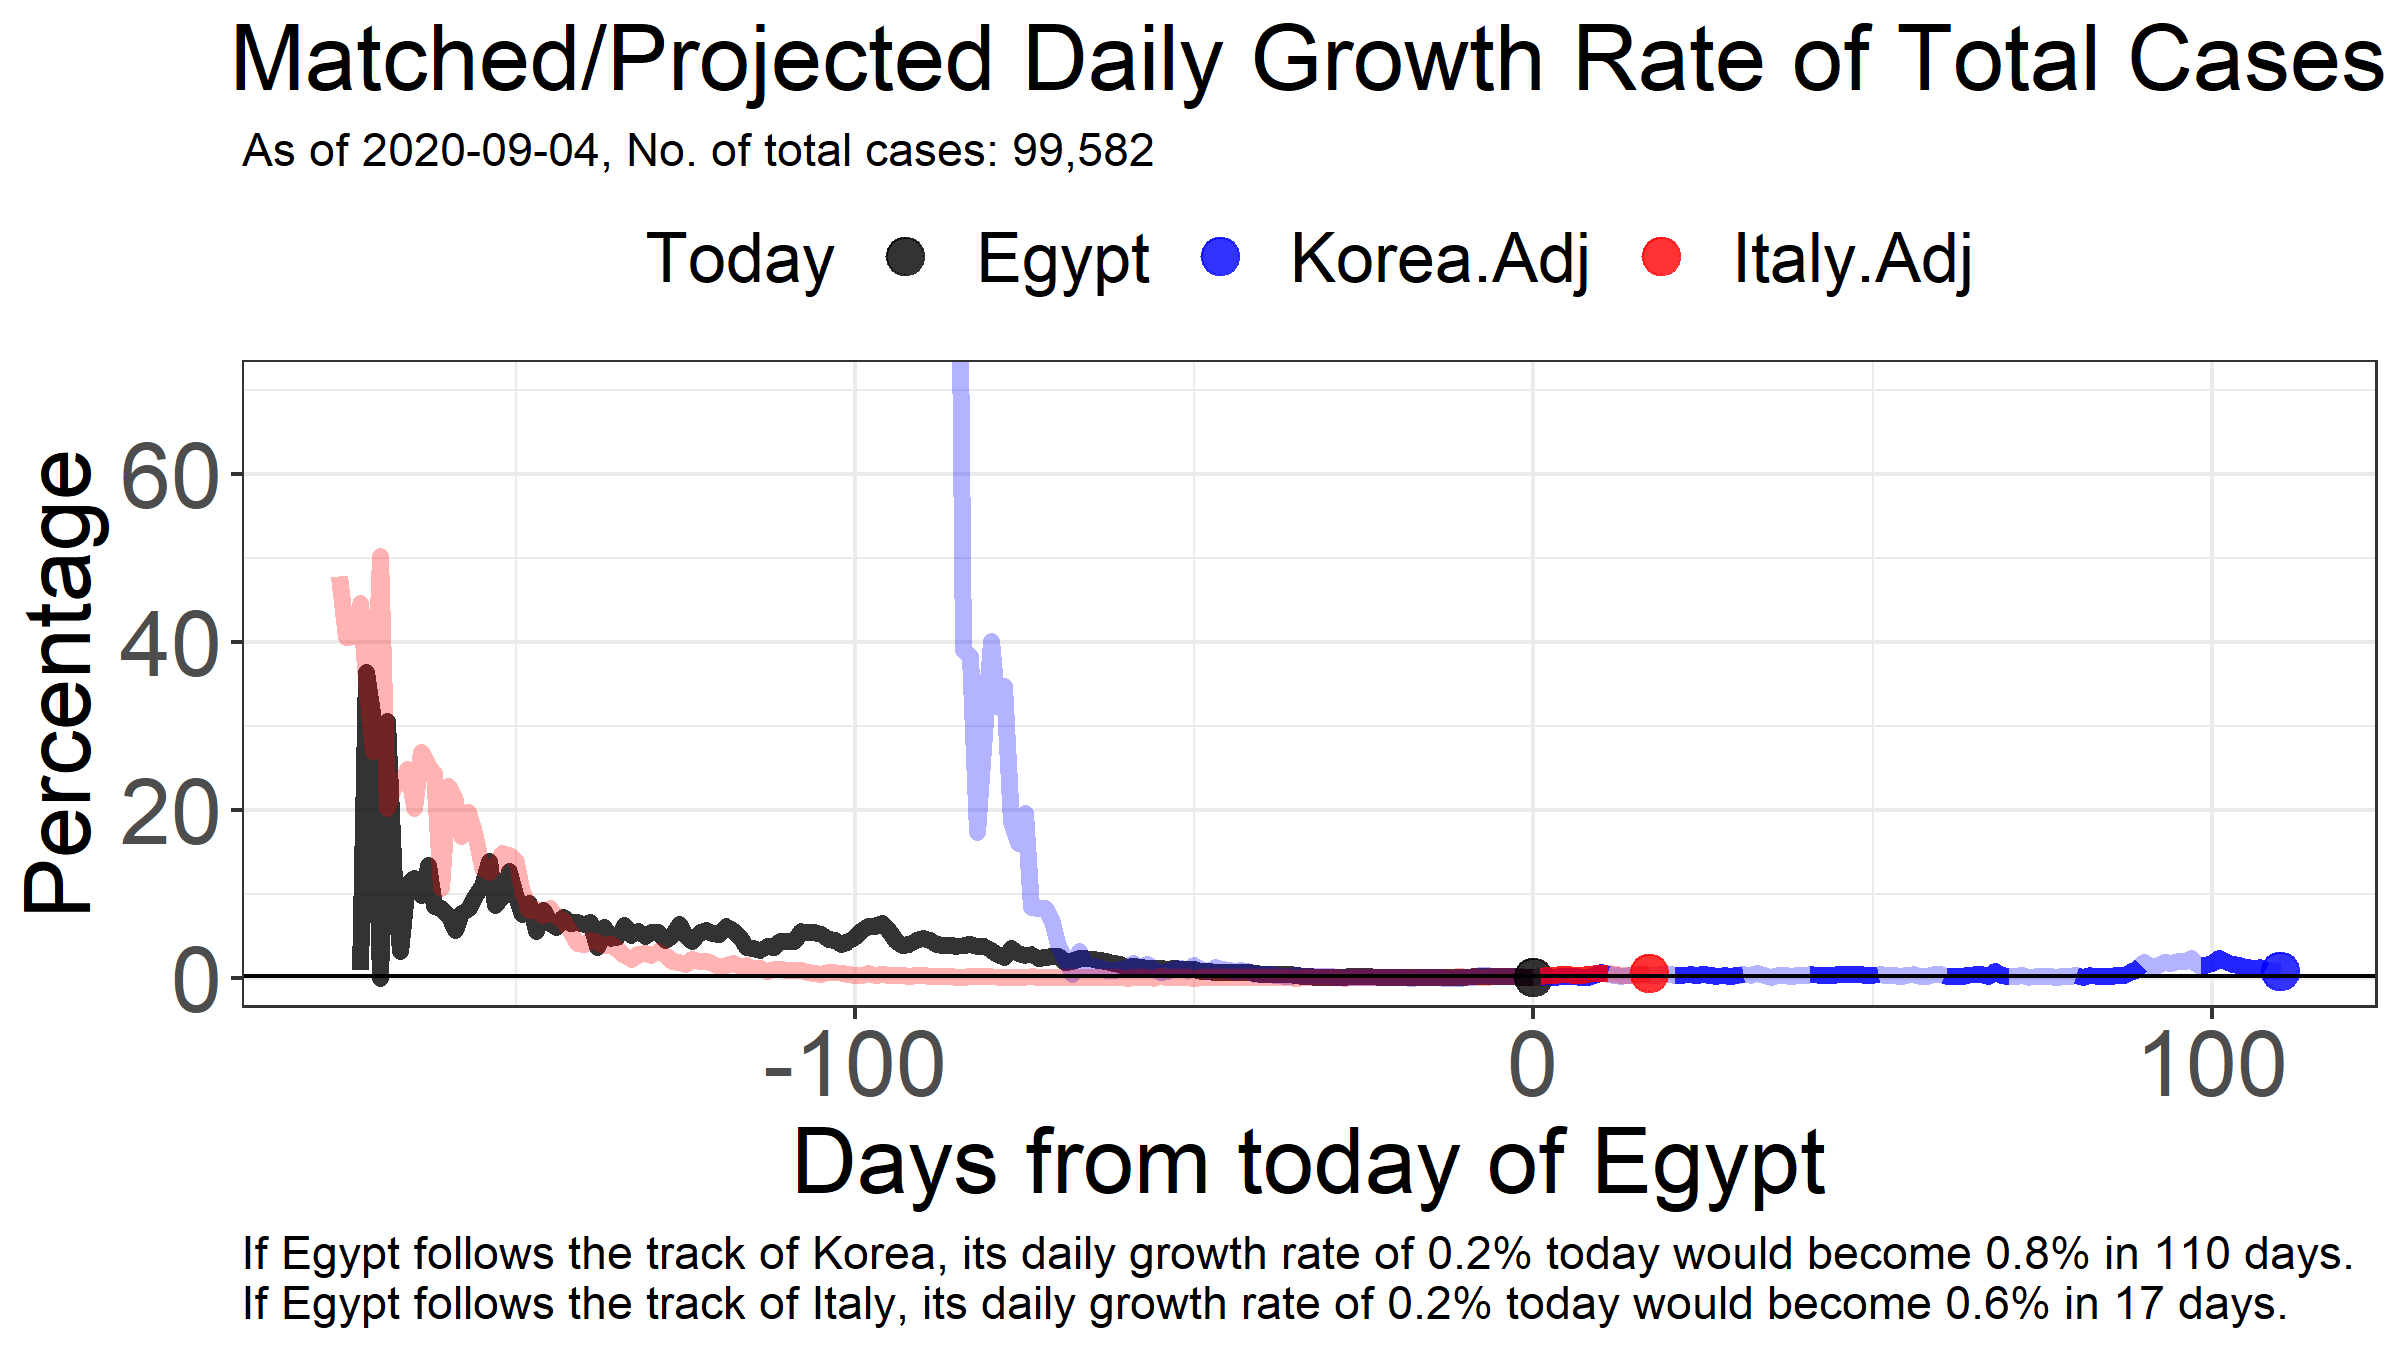 Matched/Projected Daily Growth Rate of Total Cases
As of 2020-09-04, No. of total cases: 99,582
Today Egypt Korea.Adj Italy.Adj
Percentage
60
40
20
0
-100 0 100
Days from today of Egypt
If Egypt follows the track of Korea, its daily growth rate of 0.2% today would become 0.8% in 110 days.
If Egypt follows the track of Italy, its daily growth rate of 0.2% today would become 0.6% in 17 days.